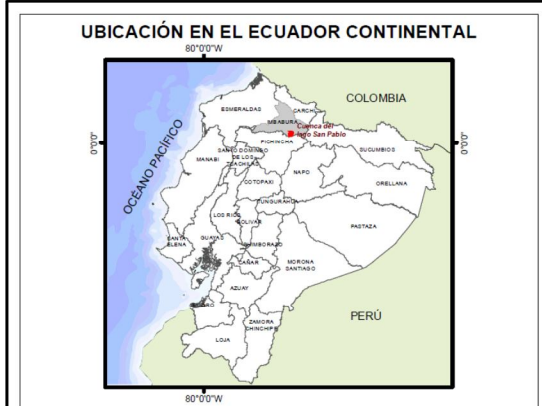 UBICACIÓN EN EL ECUADOR CONTINENTAL
80°0'0"W
COLOMBIA
ESMERALDAS
CARCHI
IMBABURA
Cuenca del
lago San Pablo
0°0'0"
0°0'0"
OCÉANO PACÍFICO
PICHINCHA
SANTO DOMINGO
DE LOS
TSACHILAS
SUCUMBIOS
MANABI
NAPO
ORELLANA
COTOPAXI
TUNGURAHUA
LOS RIOS
BOLIVAR
PASTAZA
SANTA
ELENA
GUAYAS
CHIMBORAZO
MORONA
SANTIAGO
CAÑAR
AZUAY
PERÚ
ZAMORA
CHINCHIPE
LOJA
80°0'0"W